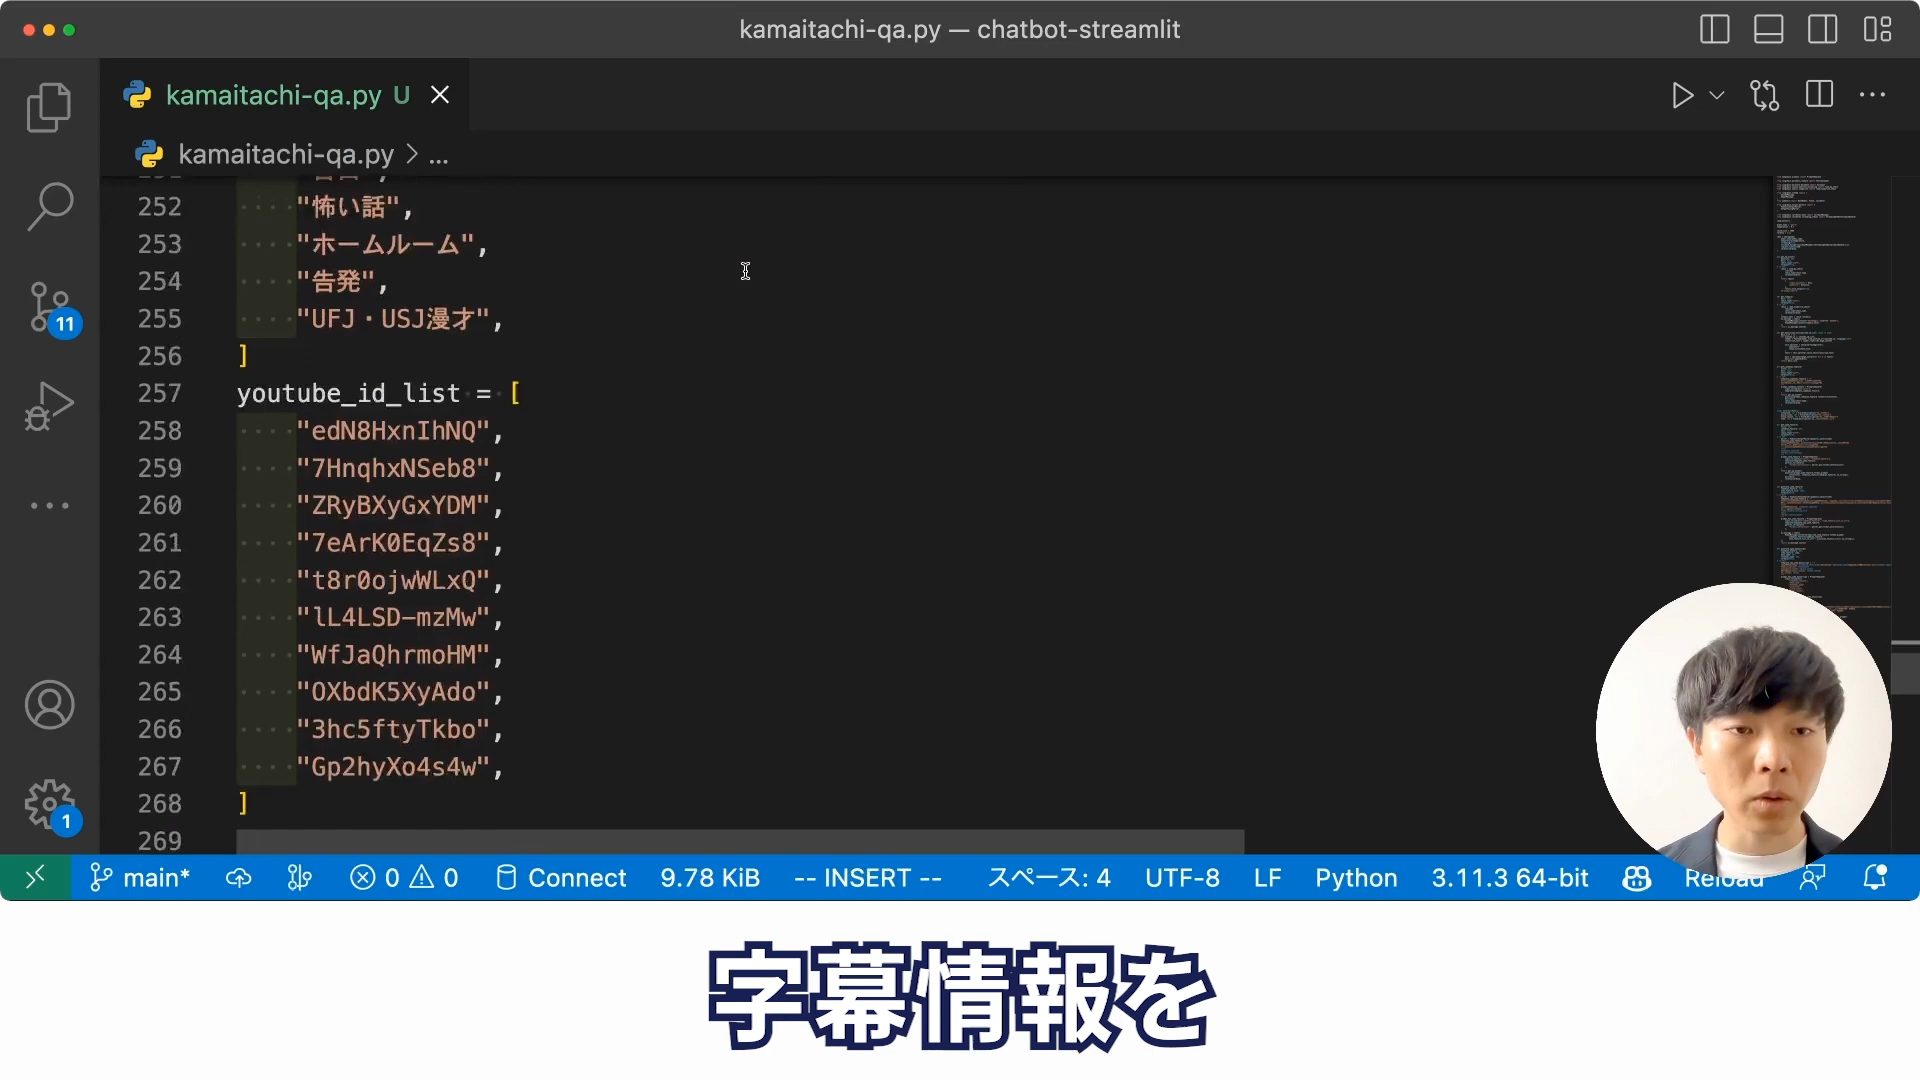 kamaitachi-qa.py — chatbot-streamlit
kamaitachi-qa.py U
kamaitachi-qa.py > ...
252 "怖い話",
253 "ホームルーム",
254 "告発",
255 "UFJ・USJ漫才",
256 ]
257 youtube_id_list = [
258 "edN8HxnIhNQ",
259 "7HnqhxNSeb8",
260 "ZRyBXyGxYDM",
261 "7eArK0EqZs8",
262 "t8r0ojwWLxQ",
263 "lL4LSD-mzMw",
264 "WfJaQhrmoHM",
265 "OXbdK5XyAdo",
266 "3hc5ftyTkbo",
267 "Gp2hyXo4s4w",
268 ]
269
11
1
main* 0 0 Connect 9.78 KiB -- INSERT -- スペース: 4 UTF-8 LF Python 3.11.3 64-bit Reload
字幕情報を